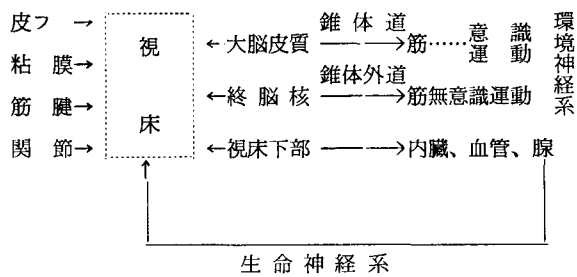 皮フ→ 視床 ←大脳皮質 錐体道→筋……意識運動
粘膜→
筋腱→ ←終脳核 錐体外道→筋無意識運動
関節→ ←視床下部→内臓、血管、腺
環境神経系
生命神経系